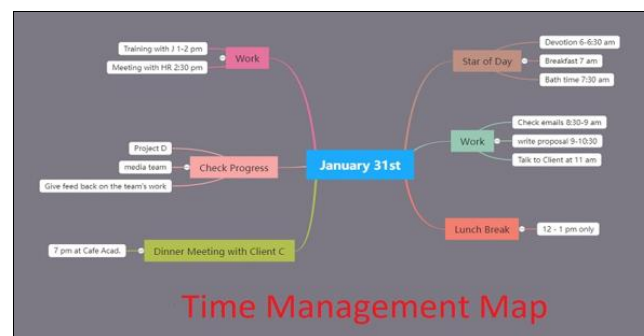 January 31st
Star of Day
Devotion 6-6:30 am
Breakfast 7 am
Bath time 7:30 am
Work
Check emails 8:30-9 am
write proposal 9-10:30
Talk to Client at 11 am
Lunch Break
12 - 1 pm only
Work
Training with J 1-2 pm
Meeting with HR 2:30 pm
Check Progress
Project D
media team
Give feed back on the team's work
Dinner Meeting with Client C
7 pm at Cafe Acad.
Time Management Map